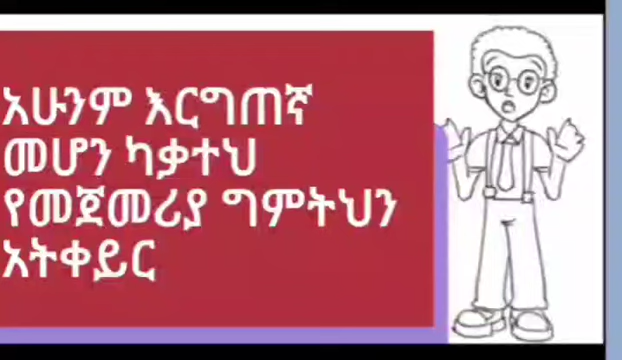 አሁንም እርግጠኛ
መሆን ካቃተህ
የመጀመሪያ ግምትህን
አትቀይር